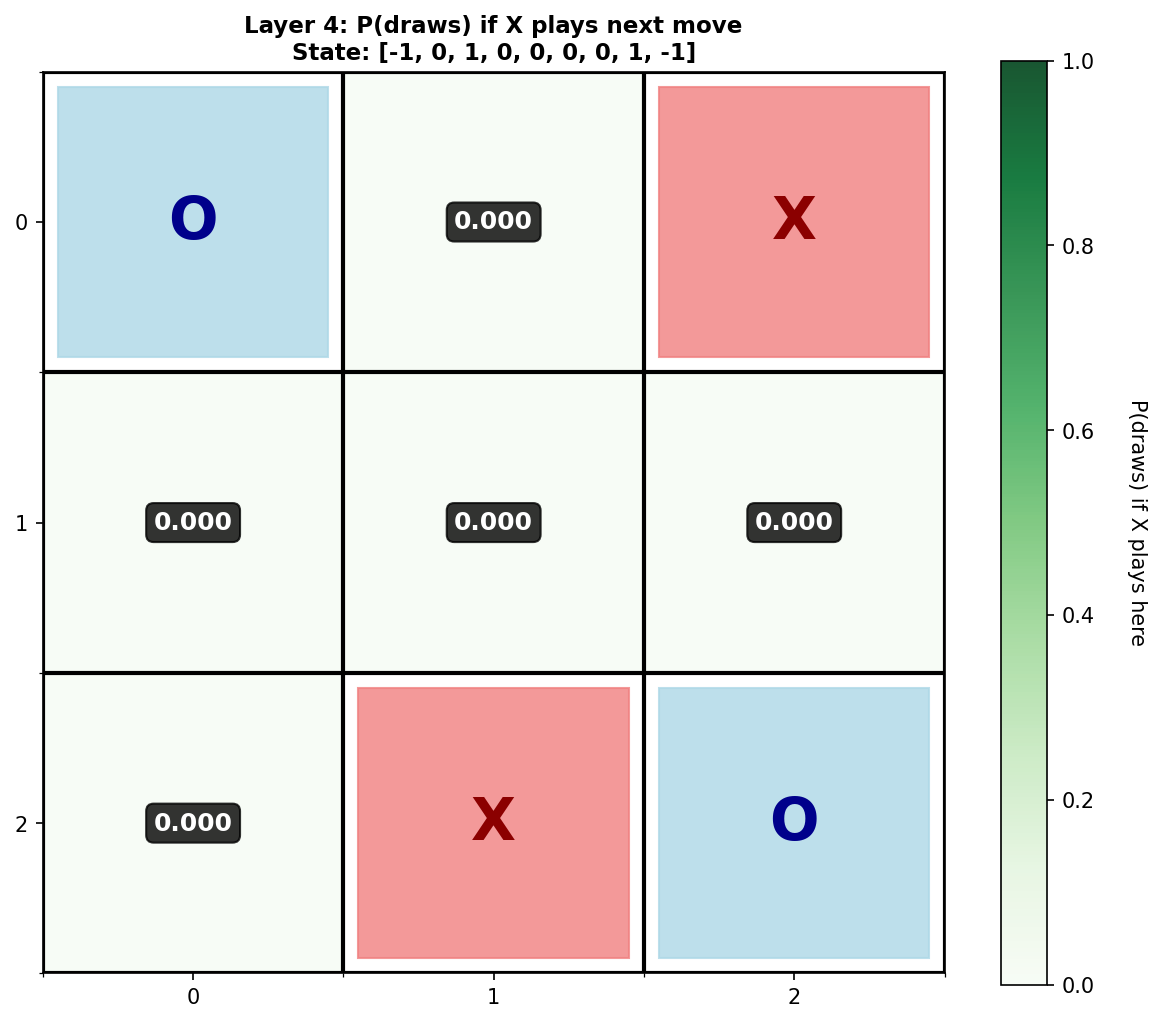 Layer 4: P(draws) if X plays next move
State: [-1, 0, 1, 0, 0, 0, 0, 1, -1]
1.0
0.8
0.6
0.4
0.2
0.0
P(draws) if X plays here
0
O
0.000
X
1
0.000
0.000
0.000
2
0.000
X
O
0
1
2